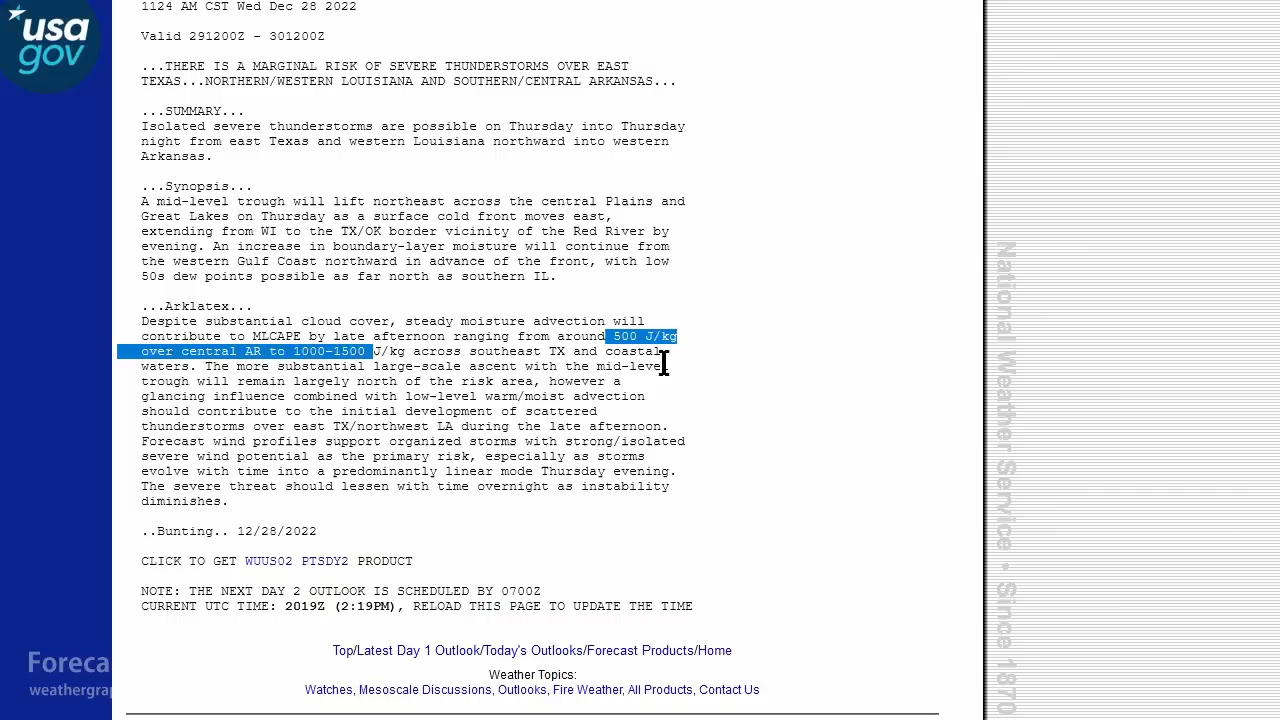 usa
gov
1124 AM CST Wed Dec 28 2022
Valid 291200Z - 301200Z
...THERE IS A MARGINAL RISK OF SEVERE THUNDERSTORMS OVER EAST
TEXAS...NORTHERN/WESTERN LOUISIANA AND SOUTHERN/CENTRAL ARKANSAS...
...SUMMARY...
Isolated severe thunderstorms are possible on Thursday into Thursday
night from east Texas and western Louisiana northward into western
Arkansas.
...Synopsis...
A mid-level trough will lift northeast across the central Plains and
Great Lakes on Thursday as a surface cold front moves east,
extending from WI to the TX/OK border vicinity of the Red River by
evening. An increase in boundary-layer moisture will continue from
the western Gulf Coast northward in advance of the front, with low
50s dew points possible as far north as southern IL.
...Arklatex...
Despite substantial cloud cover, steady moisture advection will
contribute to MLCAPE by late afternoon ranging from around 500 J/kg
over central AR to 1000-1500 J/kg across southeast TX and coastal
waters. The more substantial large-scale ascent with the mid-level
trough will remain largely north of the risk area, however a
glancing influence combined with low-level warm/moist advection
should contribute to the initial development of scattered
thunderstorms over TX/northwest LA during the late afternoon.
Forecast wind profiles support organized storms with strong/isolated
severe wind potential as the primary risk, especially as storms
evolve with time into a predominantly linear mode Thursday evening.
The severe threat should lessen with time overnight as instability
diminishes.
..Bunting.. 12/28/
CLICK TO GET PTSDY2 PRODUCT
NOTE: THE NEXT DAY OUTLOOK IS SCHEDULED BY 0700Z
CURRENT UTC TIME: (2:19PM), RELOAD THIS PAGE TO UPDATE THE TIME
Top/Latest Day 1 Outlook/Today's Outlooks/Forecast Products/Home
Weather Topics:
Watches, Mesoscale Discussions, Outlooks, Fire Weather, All Products, Contact Us
Foreca
weathergrap
National Weather Service . Since 1870